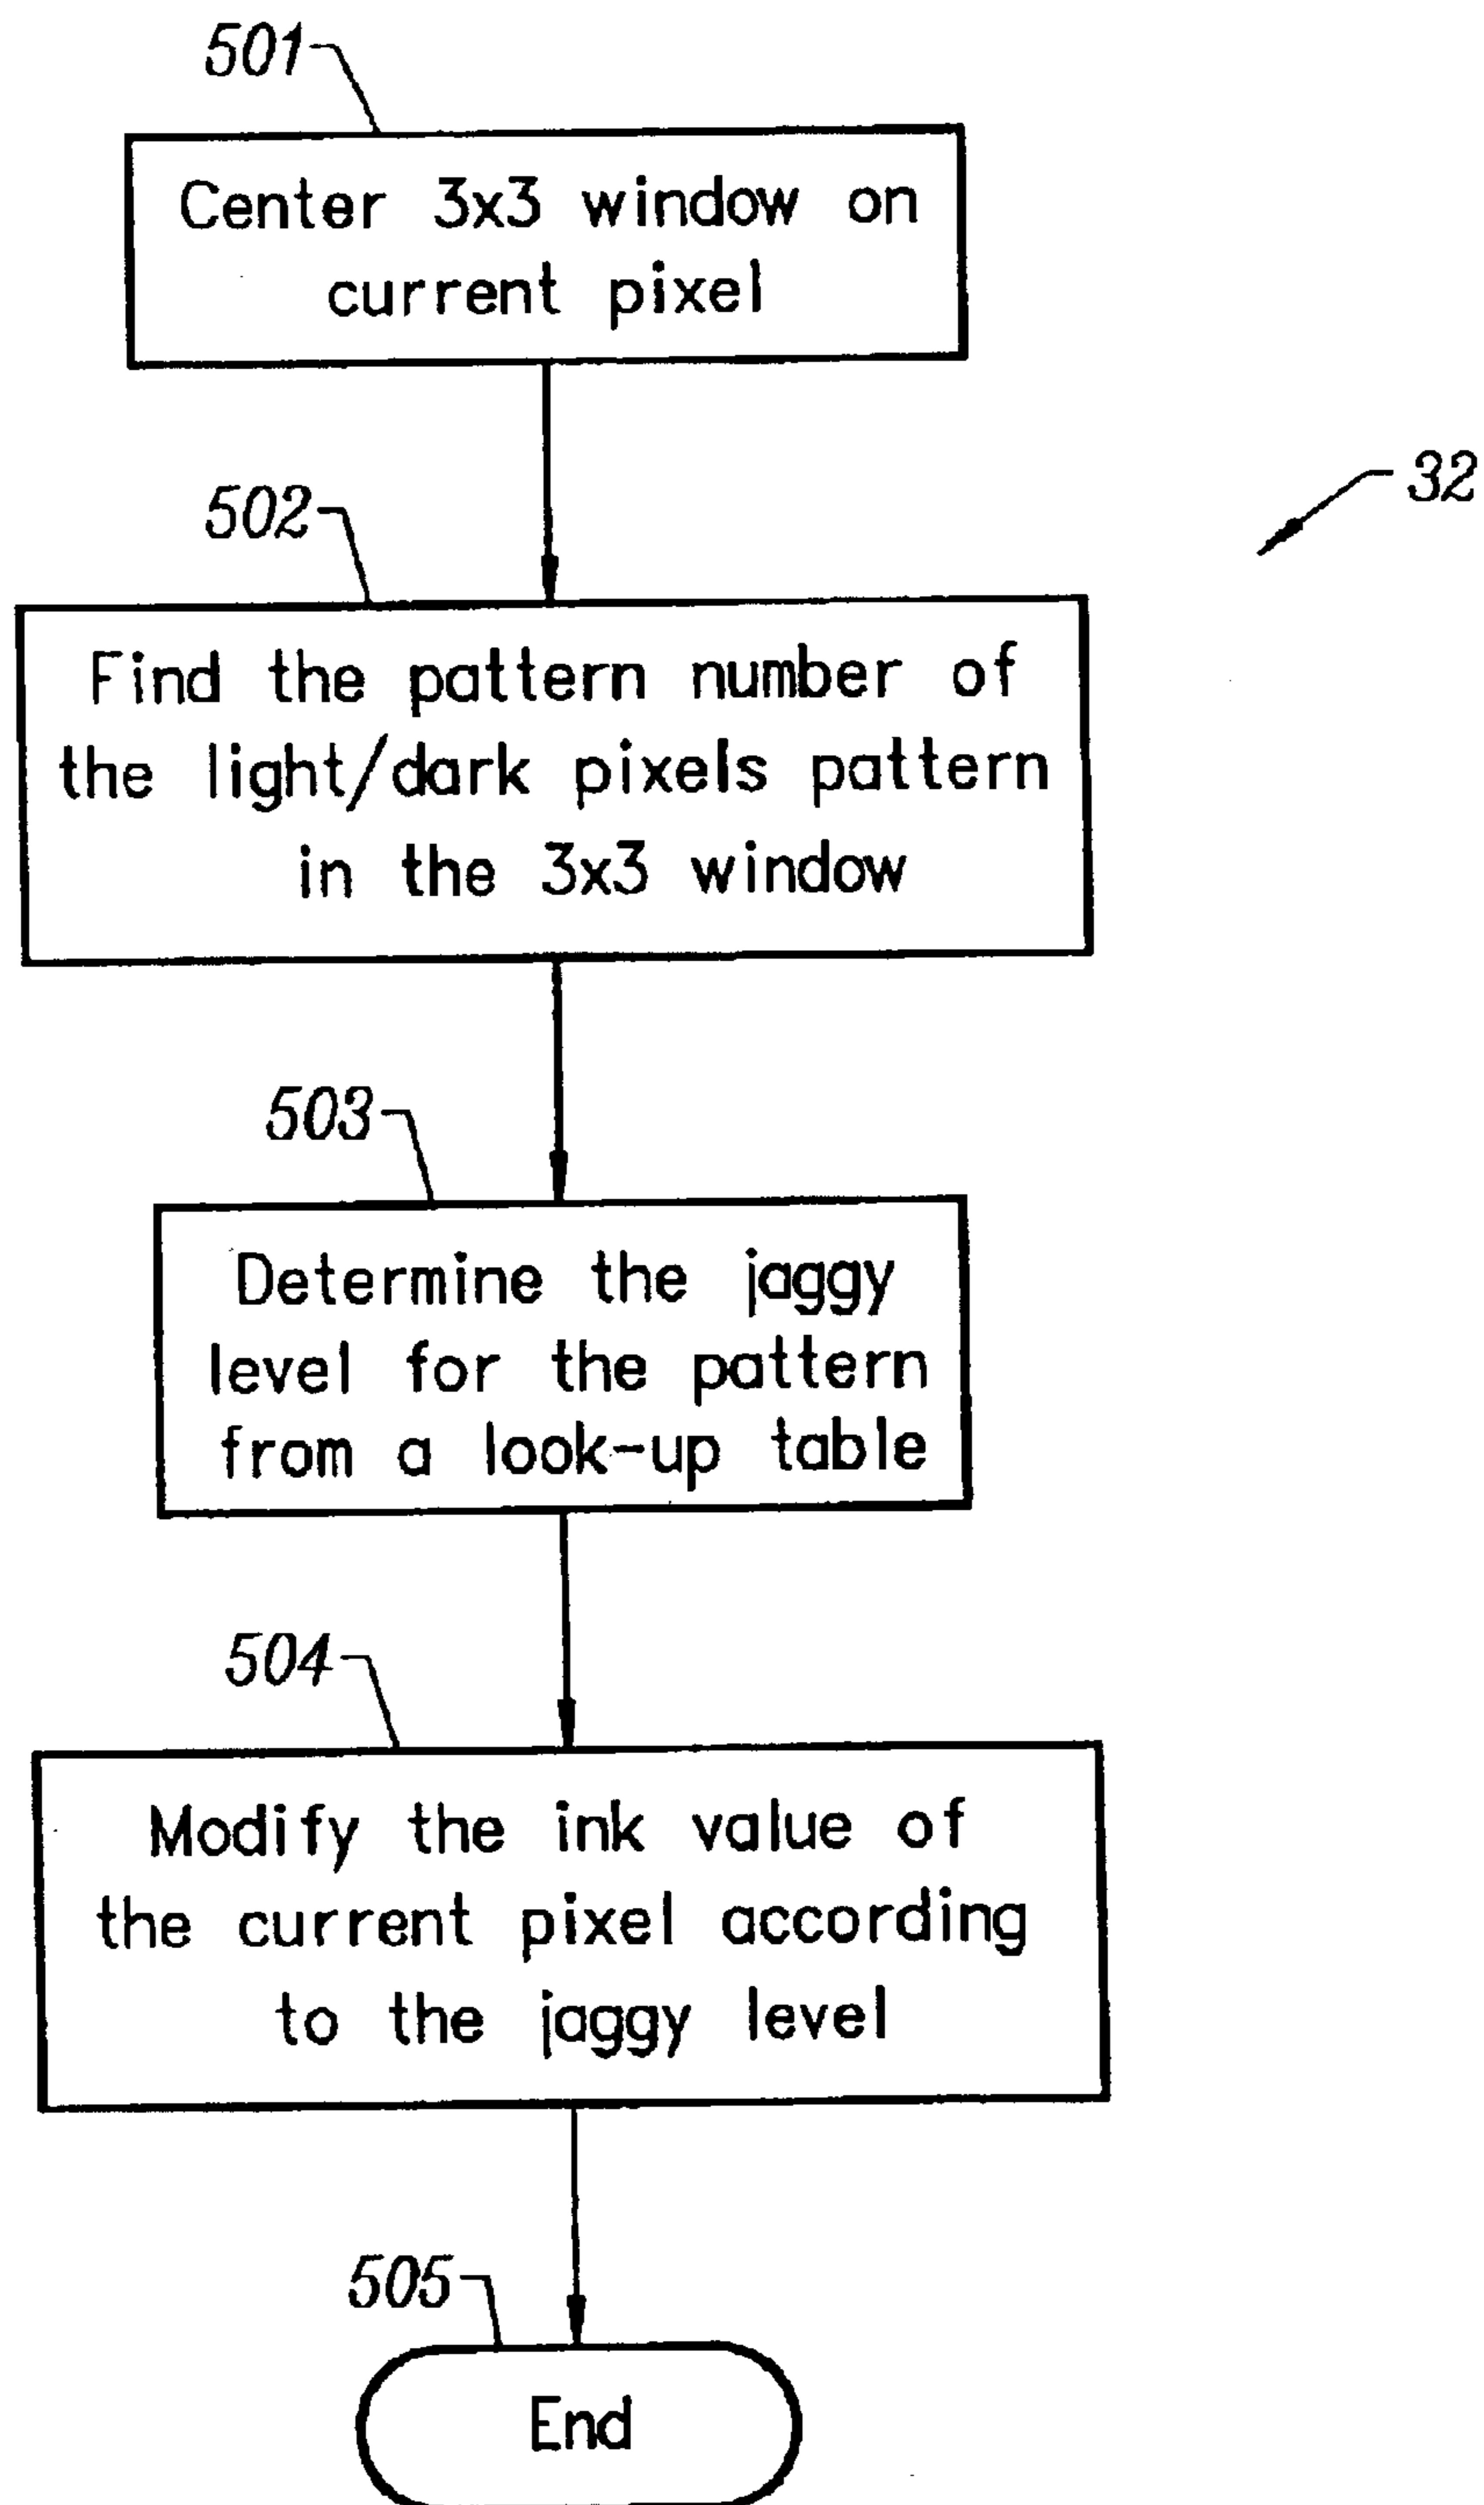 501
Center 3x3 window on
current pixel
32
502
Find the pattern number of
the light/dark pixels pattern
in the 3x3 window
503
Determine the jaggy
level for the pattern
from a look-up table
504
Modify the ink value of
the current pixel according
to the jaggy level
505
End